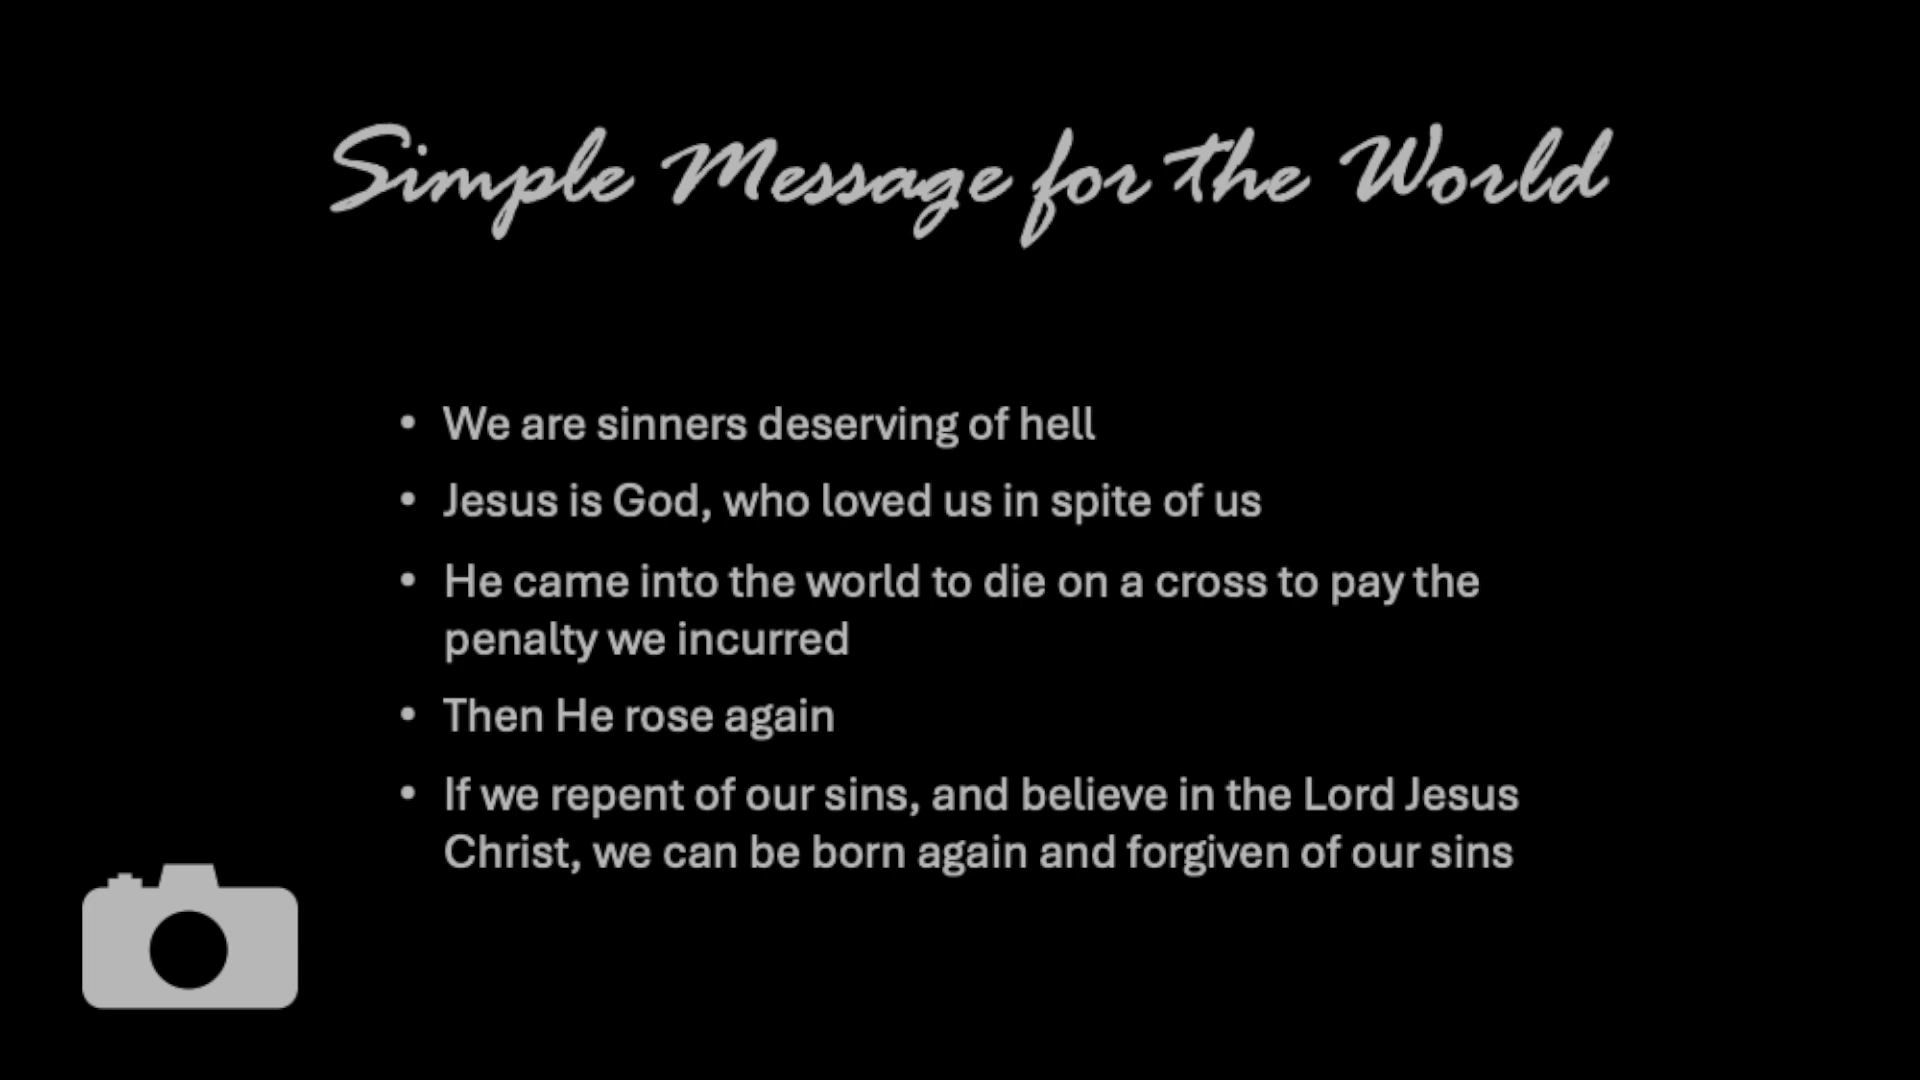 Simple Message for the World
• We are sinners deserving of hell
• Jesus is God, who loved us in spite of us
• He came into the world to die on a cross to pay the
penalty we incurred
• Then He rose again
• If we repent of our sins, and believe in the Lord Jesus
Christ, we can be born again and forgiven of our sins